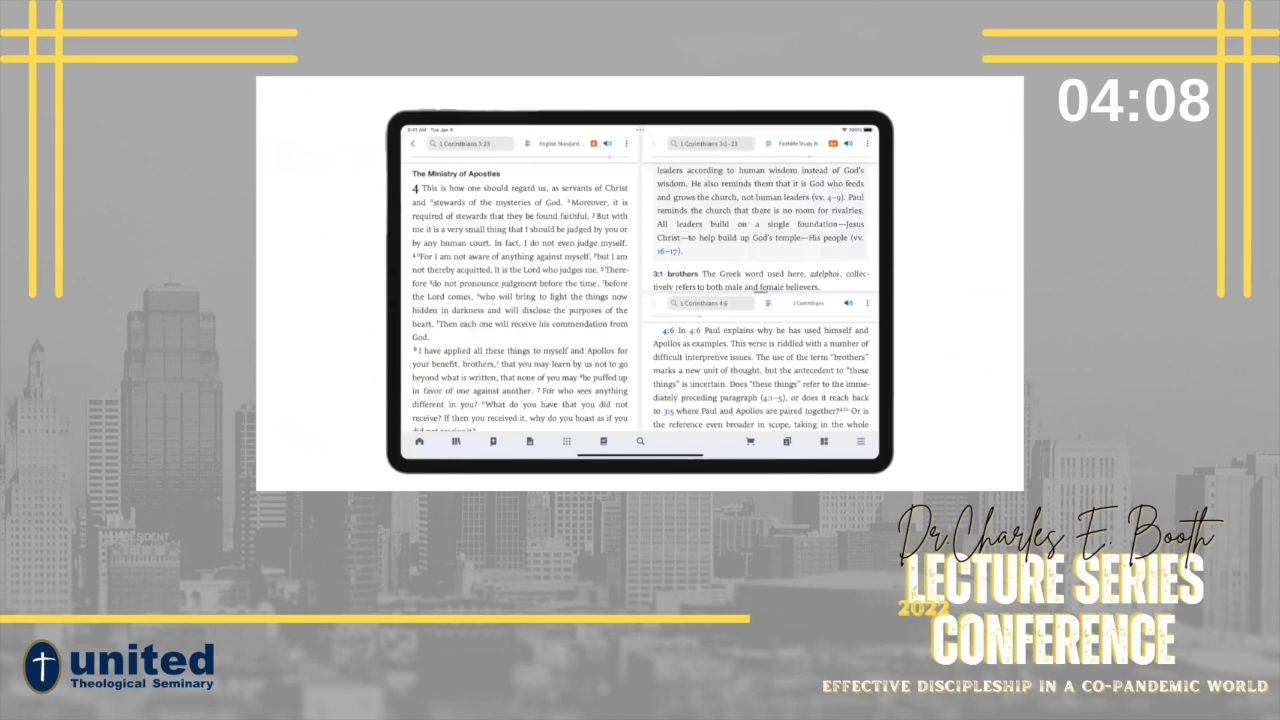 04:08
9:41 AM Tue Jan 9
100%
1 Corinthians 3:23
English Standard...
1 Corinthians 3:1–23
Faithlife Study Bi...
The Ministry of Apostles
4 This is how one should regard us, as servants of Christ
and ᵃstewards of the mysteries of God. ² Moreover, it is
required of stewards that they be found faithful. ³ But with
me it is a very small thing that I should be judged by you or
by any human court. In fact, I do not even judge myself.
For I am not aware of anything against myself, but I am
not thereby acquitted. It is the Lord who judges me. ⁵ There-
fore do not pronounce judgment before the time, before
the Lord comes, who will bring to light the things now
hidden in darkness and will disclose the purposes of the
heart. Then each one will receive his commendation from
God.
⁶ I have applied all these things to myself and Apollos for
your benefit, brothers, that you may learn by us not to go
beyond what is written, that none of you may be puffed up
in favor of one against another. ⁷ For who sees anything
different in you? What do you have that you did not
receive? If then you received it, why do you boast as if you
did not receive it?
leaders according to human wisdom instead of God's
wisdom. He also reminds them that it is God who feeds
and grows the church, not human leaders (vv. 4–9). Paul
reminds the church that there is no room for rivalries.
All leaders build on a single foundation—Jesus
Christ—to help build up God's temple—His people (vv.
16–17).
3:1 brothers The Greek word used here, adelphoi, collec-
tively refers to both male and female believers.
1 Corinthians 4:6
1 Corinthians
4:6 In 4:6 Paul explains why he has used himself and
Apollos as examples. This verse is riddled with a number of
difficult interpretive issues. The use of the term "brothers"
marks a new unit of thought, but the antecedent to "these
things" is uncertain. Does "these things" refer to the imme-
diately preceding paragraph (4:1–5), or does it reach back
to 3:5 where Paul and Apollos are paired together? Or is
the reference even broader in scope, taking in the whole
PRESIDENT
Dr. Charles E. Booth
LECTURE SERIES
2022
CONFERENCE
EFFECTIVE DISCIPLESHIP IN A CO-PANDEMIC WORLD
united
Theological Seminary